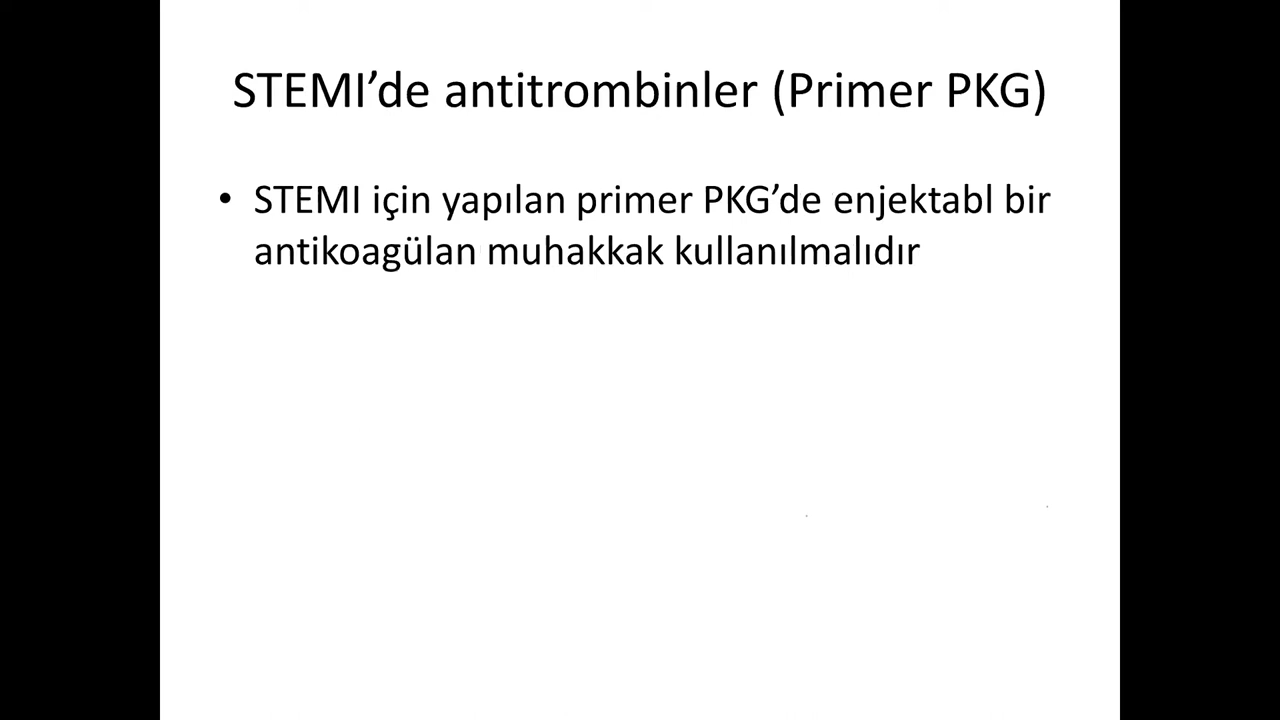 STEMI’de antitrombinler (Primer PKG)
• STEMI için yapılan primer PKG’de enjektabl bir
antikoagülan muhakkak kullanılmalıdır